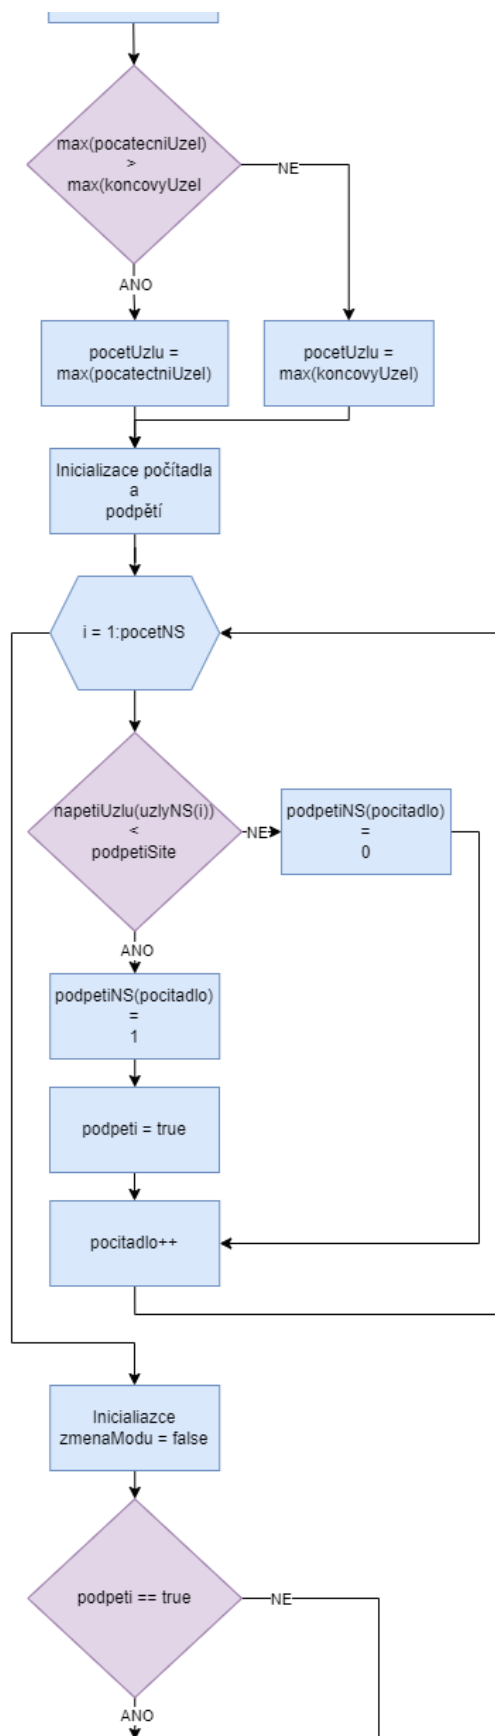 max(pocatecniUzel)
>
max(koncovyUzel
NE
ANO
pocetUzlu =
max(pocatectniUzel)
pocetUzlu =
max(koncovyUzel)
Inicializace počítadla
a
podpětí
i = 1:pocetNS
napetiUzlu(uzlyNS(i))
<
podpetiSite
NE
podpetiNS(pocitadlo)
=
0
ANO
podpetiNS(pocitadlo)
=
1
podpeti = true
pocitadlo++
Inicialiazce
zmenaModu = false
podpeti == true
NE
ANO